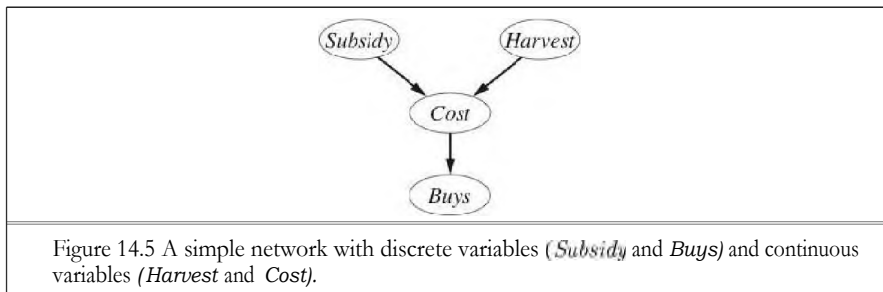 Subsidy Harvest
Cost
Buys
Figure 14.5 A simple network with discrete variables (Subsidy and Buys) and continuous
variables (Harvest and Cost).